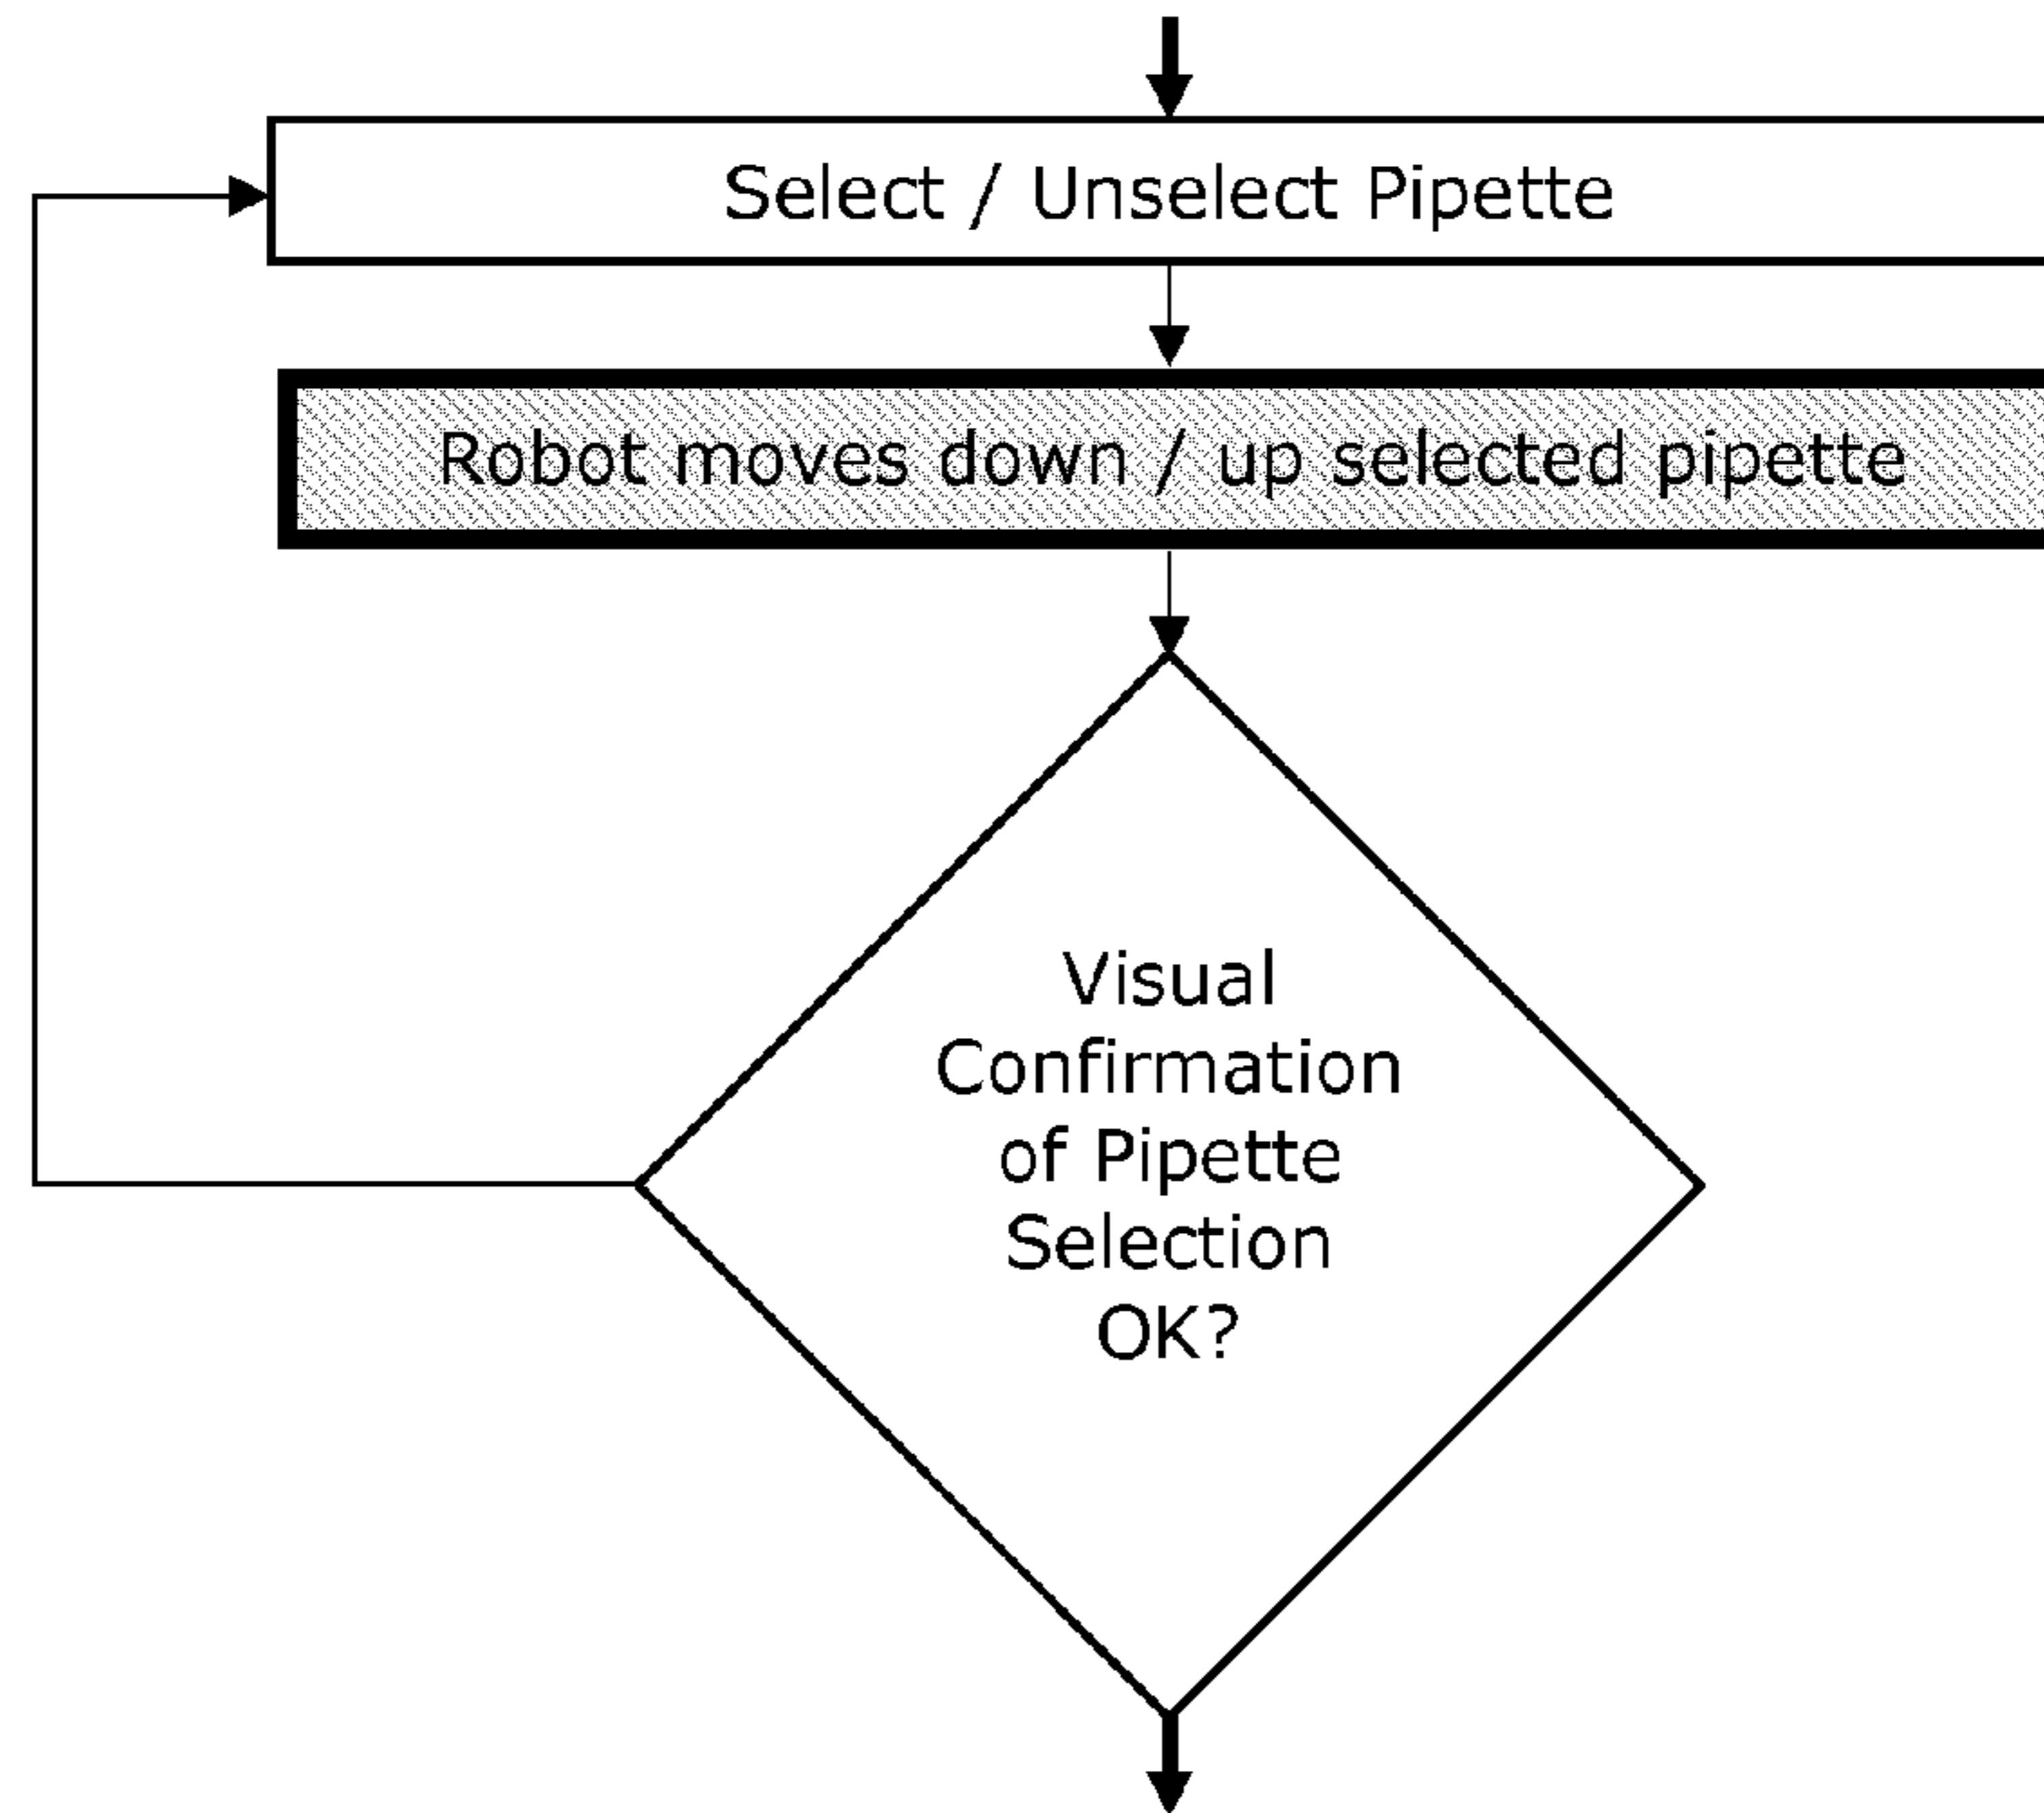 Select / Unselect Pipette
Robot moves down / up selected pipette
Visual
Confirmation
of Pipette
Selection
OK?